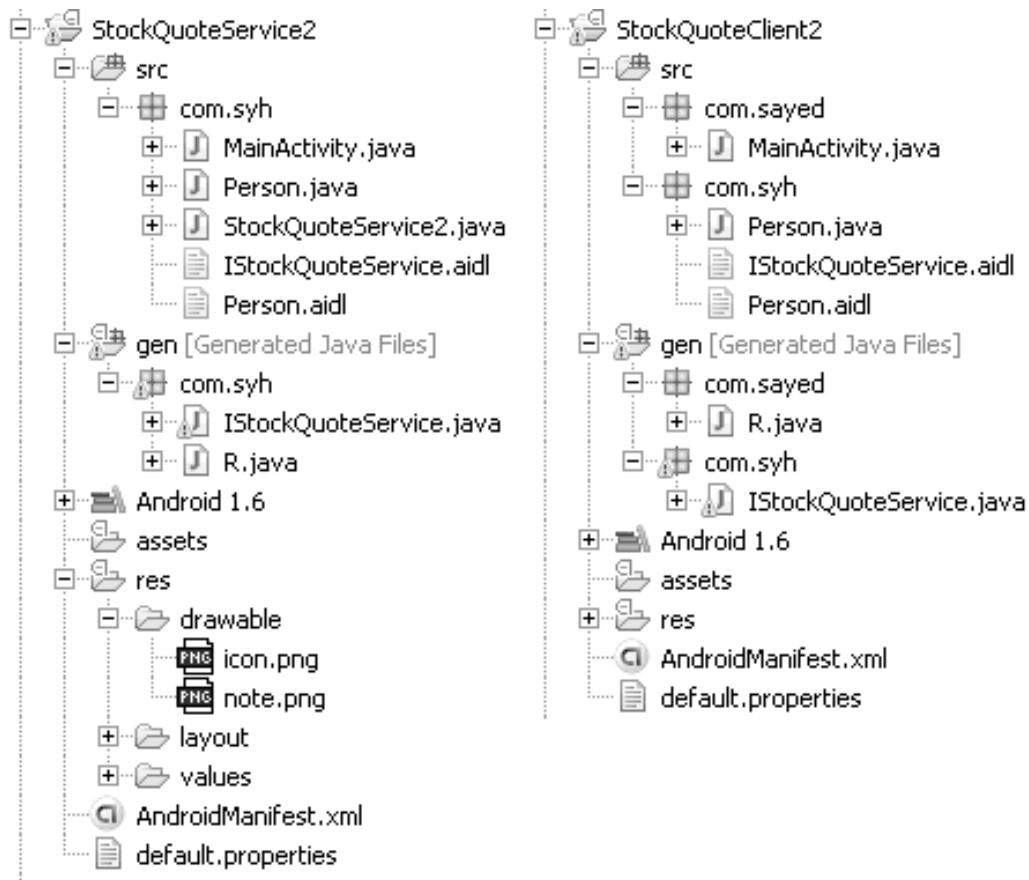 StockQuoteService2
src
com.syh
MainActivity.java
Person.java
StockQuoteService2.java
IStockQuoteService.aidl
Person.aidl
gen [Generated Java Files]
com.syh
IStockQuoteService.java
R.java
Android 1.6
assets
res
drawable
icon.png
note.png
layout
values
AndroidManifest.xml
default.properties
StockQuoteClient2
src
com.sayed
MainActivity.java
com.syh
Person.java
IStockQuoteService.aidl
Person.aidl
gen [Generated Java Files]
com.sayed
R.java
com.syh
IStockQuoteService.java
Android 1.6
assets
res
AndroidManifest.xml
default.properties